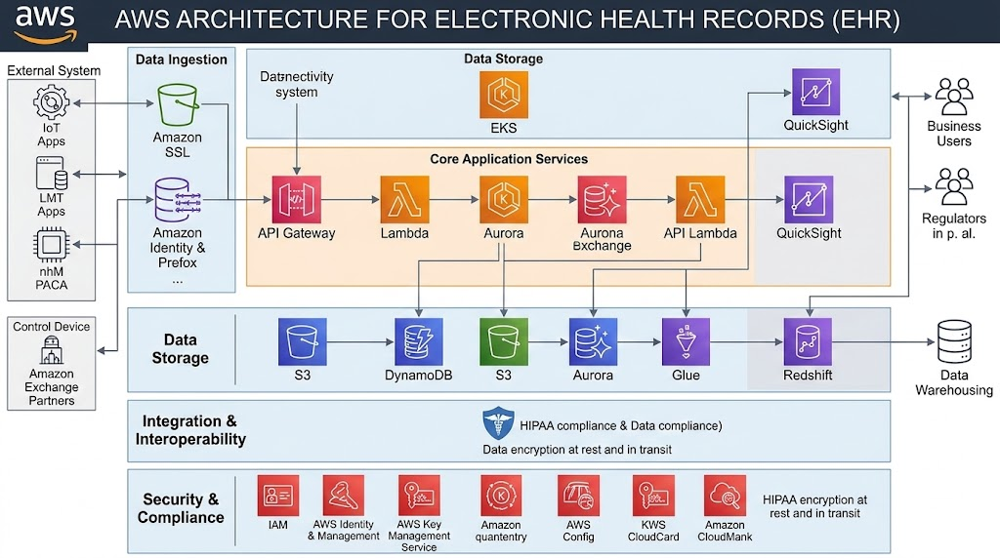 aws
AWS ARCHITECTURE FOR ELECTRONIC HEALTH RECORDS (EHR)
External System
IoT
Apps
LMT
Apps
nhM
PACA
Control Device
Amazon
Exchange
Partners
Data Ingestion
Amazon
SSL
Amazon
Identity &
Prefox
...
Data Storage
Datnectivity
system
EKS
QuickSight
Core Application Services
API Gateway
Lambda
Aurora
Aurona
Bxchange
API Lambda
QuickSight
Business
Users
Regulators
in p. al.
Data
Storage
S3
DynamoDB
S3
Aurora
Glue
Redshift
Data
Warehousing
Integration &
Interoperability
HIPAA compliance & Data compliance)
Data encryption at rest and in transit
Security &
Compliance
IAM
AWS Identity
& Management
AWS Key
Management
Service
Amazon
quantentry
AWS
Config
KWS
CloudCard
Amazon
CloudMank
HIPAA encryption at
rest and in transit